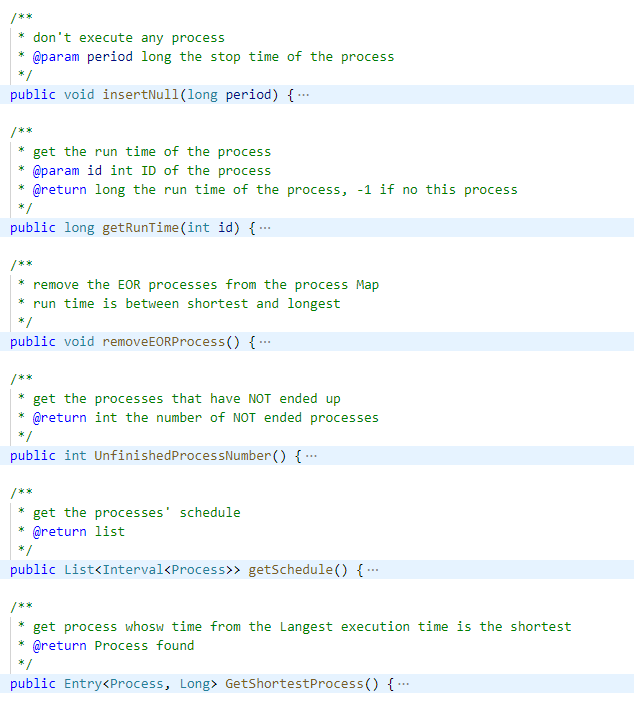 /**
 * don't execute any process
 * @param period long the stop time of the process
 */
public void insertNull(long period) {···

/**
 * get the run time of the process
 * @param id int ID of the process
 * @return long the run time of the process, -1 if no this process
 */
public long getRunTime(int id) {···

/**
 * remove the EOR processes from the process Map
 * run time is between shortest and longest
 */
public void removeEORProcess() {···

/**
 * get the processes that have NOT ended up
 * @return int the number of NOT ended processes
 */
public int UnfinishedProcessNumber() {···

/**
 * get the processes' schedule
 * @return list
 */
public List<Interval<Process>> getSchedule() {···

/**
 * get process whosw time from the Langest execution time is the shortest
 * @return Process found
 */
public Entry<Process, Long> GetShortestProcess() {···